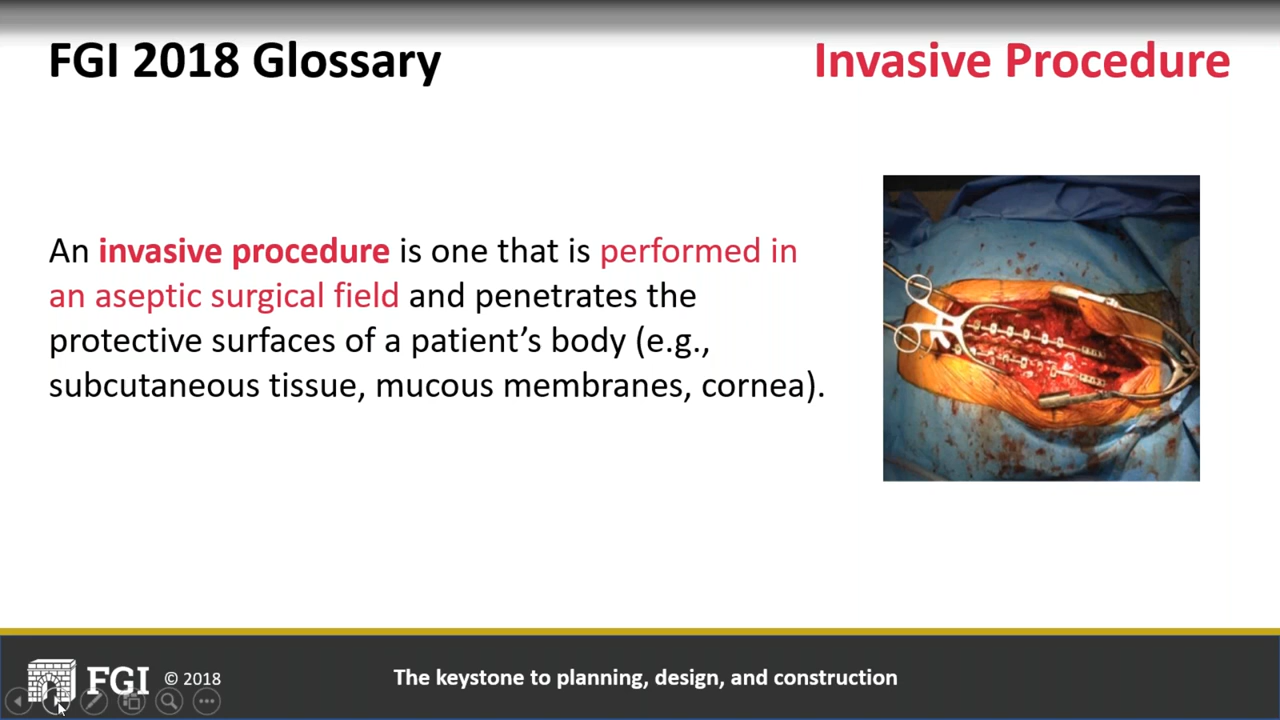 FGI 2018 Glossary
Invasive Procedure
An invasive procedure is one that is performed in
an aseptic surgical field and penetrates the
protective surfaces of a patient’s body (e.g.,
subcutaneous tissue, mucous membranes, cornea).
FGI © 2018
The keystone to planning, design, and construction